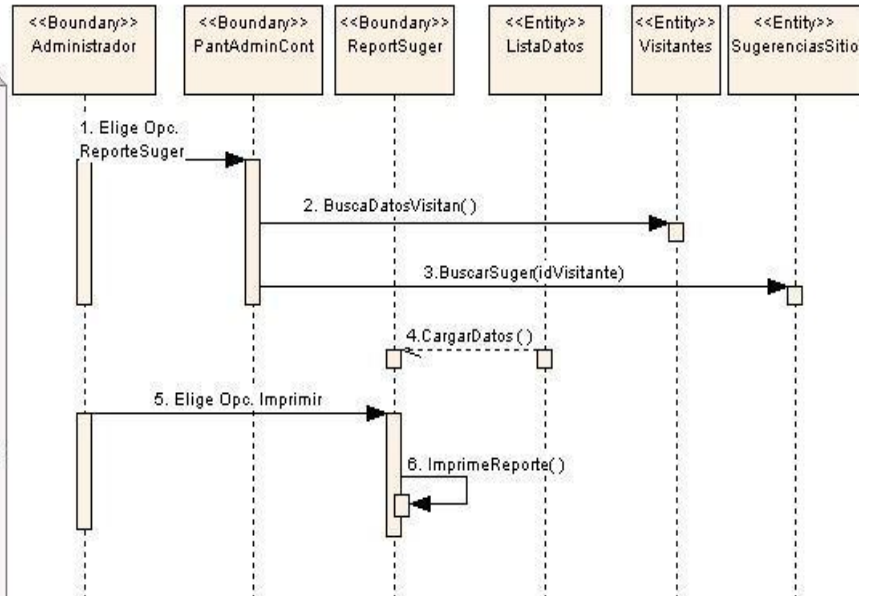 <<Boundary>>
Administrador
<<Boundary>>
PantAdminCont
<<Boundary>>
ReportSuger
<<Entity>>
ListaDatos
<<Entity>>
Visitantes
<<Entity>>
SugerenciasSitio
1. Elige Opc.
ReporteSuger
2. BuscaDatosVisitan( )
3.BuscarSuger(idVisitante)
4.CargarDatos ( )
5. Elige Opc. Imprimir
6. ImprimeReporte( )